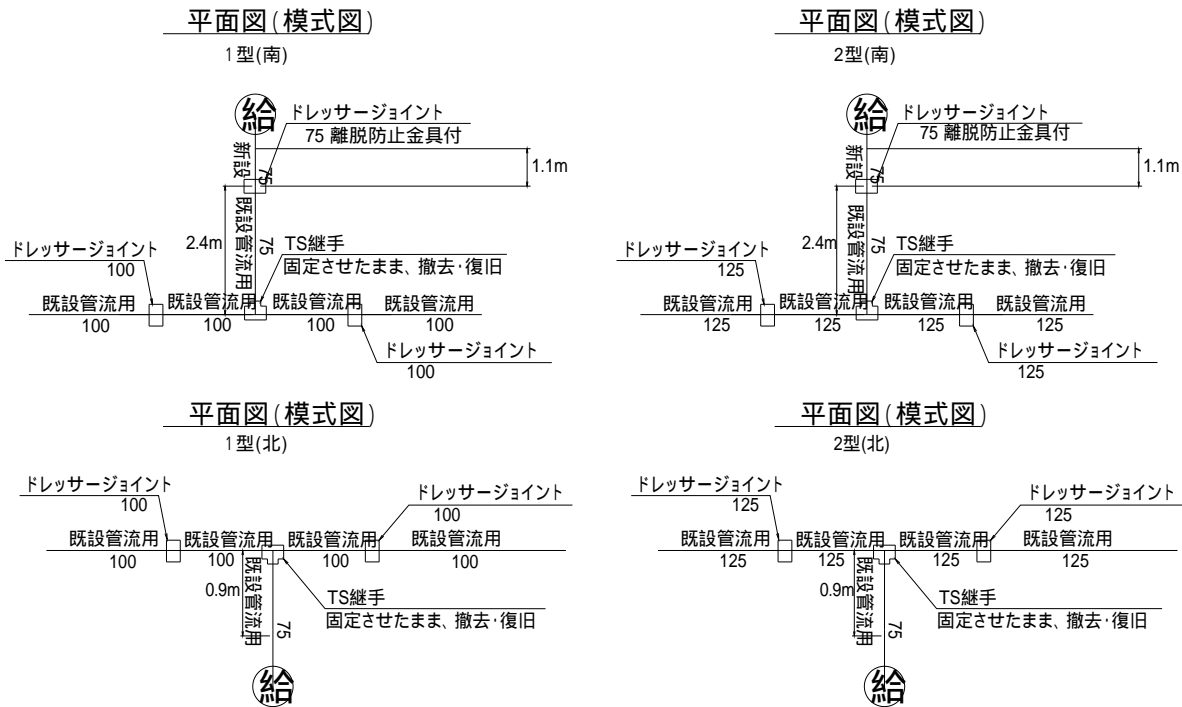 平面図(模式図)
1型(南)
給
ドレッサージョイント
75 離脱防止金具付
新設
75
1.1m
2.4m
既設管流用
75
TS継手
固定させたまま、撤去・復旧
ドレッサージョイント
100
既設管流用
100
既設管流用
100
既設管流用
100
既設管流用
100
ドレッサージョイント
100
平面図(模式図)
2型(南)
給
ドレッサージョイント
75 離脱防止金具付
新設
75
1.1m
2.4m
既設管流用
75
TS継手
固定させたまま、撤去・復旧
ドレッサージョイント
125
既設管流用
125
既設管流用
125
既設管流用
125
既設管流用
125
ドレッサージョイント
125
平面図(模式図)
1型(北)
ドレッサージョイント
100
ドレッサージョイント
100
既設管流用
100
既設管流用
100
既設管流用
100
既設管流用
100
0.9m
既設管流用
75
TS継手
固定させたまま、撤去・復旧
給
平面図(模式図)
2型(北)
ドレッサージョイント
125
ドレッサージョイント
125
既設管流用
125
既設管流用
125
既設管流用
125
既設管流用
125
0.9m
既設管流用
75
TS継手
固定させたまま、撤去・復旧
給